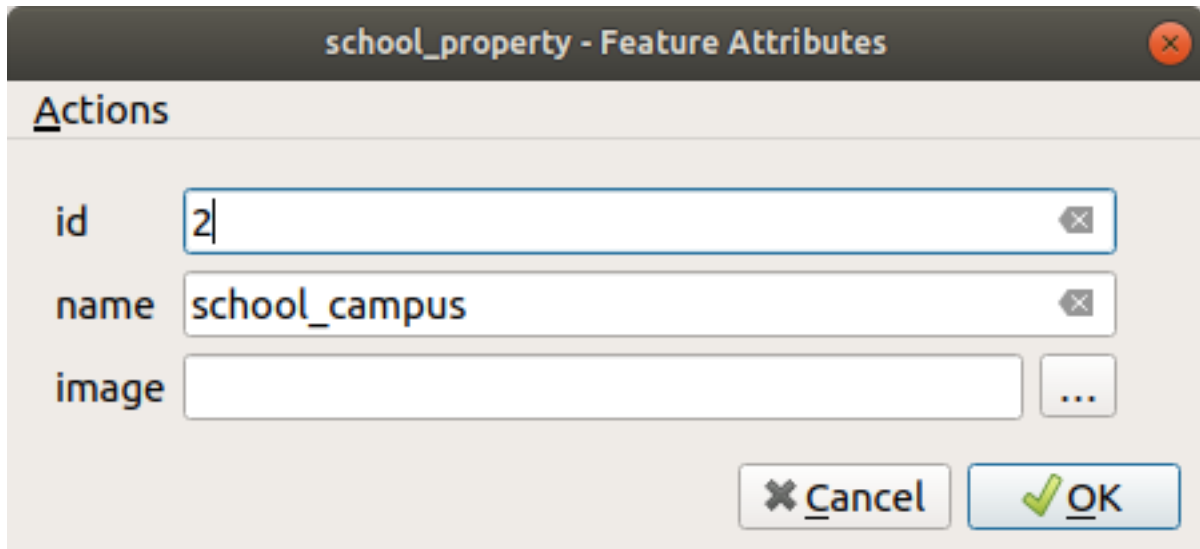 school_property - Feature Attributes
Actions
id 2
name school_campus
image ...
Cancel OK